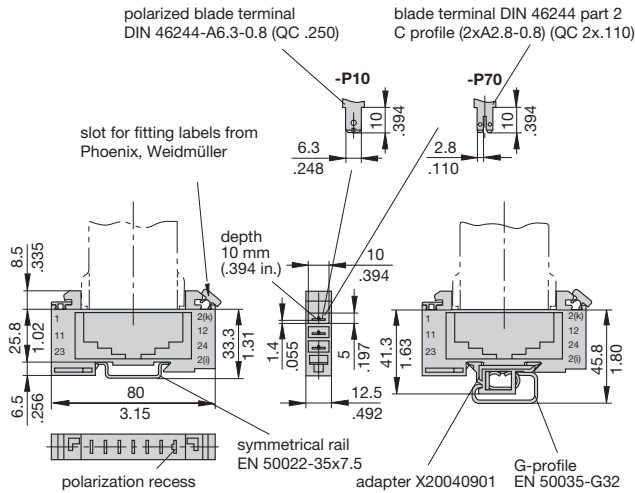 polarized blade terminal
DIN 46244-A6.3-0.8 (QC .250)
blade terminal DIN 46244 part 2
C profile (2xA2.8-0.8) (QC 2x.110)
-P10
-P70
10
.394
10
.394
6.3
.248
2.8
.110
slot for fitting labels from
Phoenix, Weidmüller
depth
10 mm
(.394 in.)
10
.394
8.5
.335
25.8
1.02
6.5
.256
1
11
23
2(k)
12
24
2(i)
33.3
1.31
80
3.15
1.4
.055
5
.197
12.5
.492
41.3
1.63
1
11
23
2(k)
12
24
2(i)
45.8
1.80
symmetrical rail
EN 50022-35x7.5
polarization recess
adapter X20040901
G-profile
EN 50035-G32